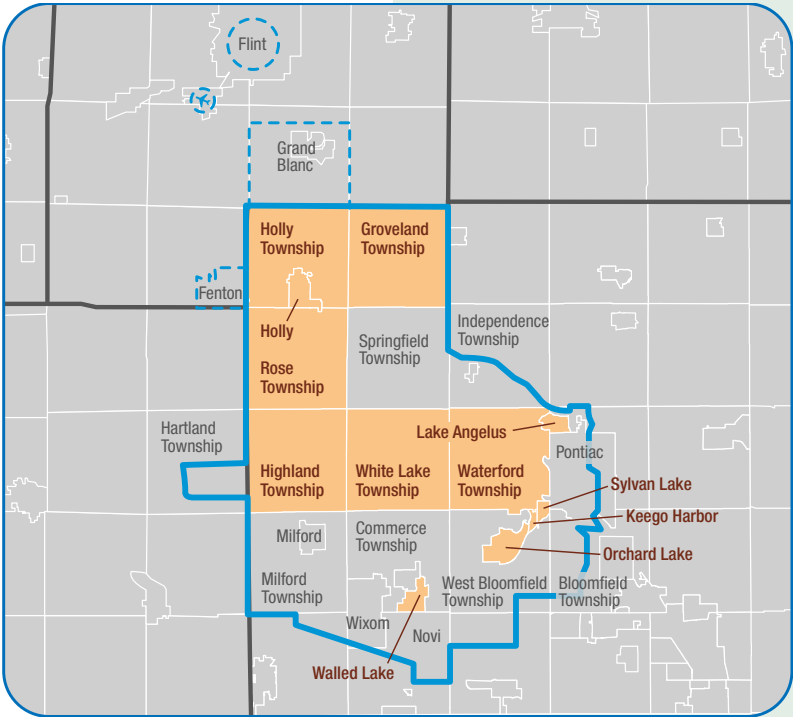 Flint
Grand
Blanc
Holly
Township
Groveland
Township
Fenton
Holly
Independence
Township
Springfield
Township
Rose
Township
Hartland
Township
Lake Angelus
Pontiac
Highland
Township
White Lake
Township
Waterford
Township
Sylvan Lake
Keego Harbor
Milford
Commerce
Township
Orchard Lake
Milford
Township
West Bloomfield
Township
Bloomfield
Township
Wixom
Novi
Walled Lake